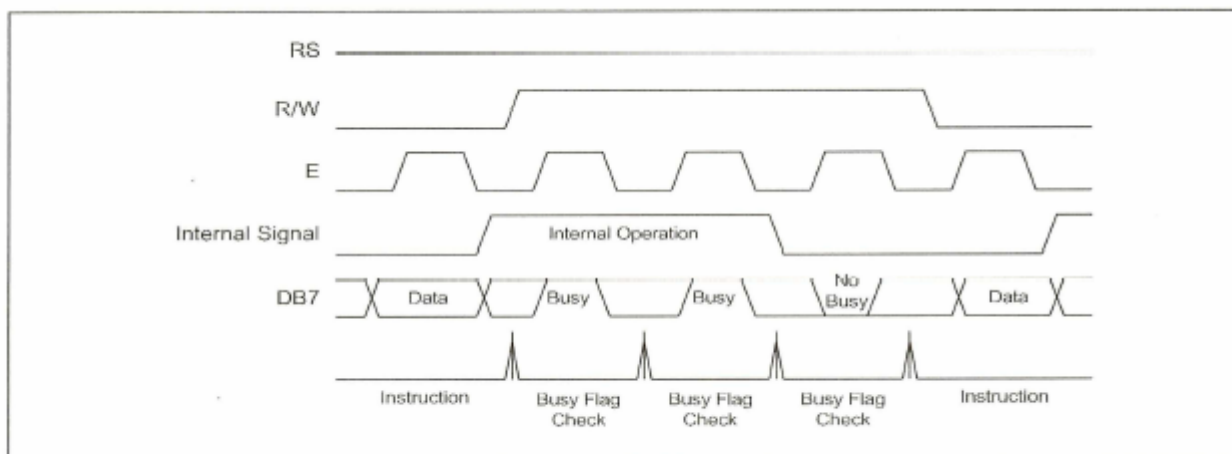 RS
R/W
E
Internal Signal
Internal Operation
DB7
Data
Busy
Busy
No
Busy
Data
Instruction
Busy Flag
Check
Busy Flag
Check
Busy Flag
Check
Instruction